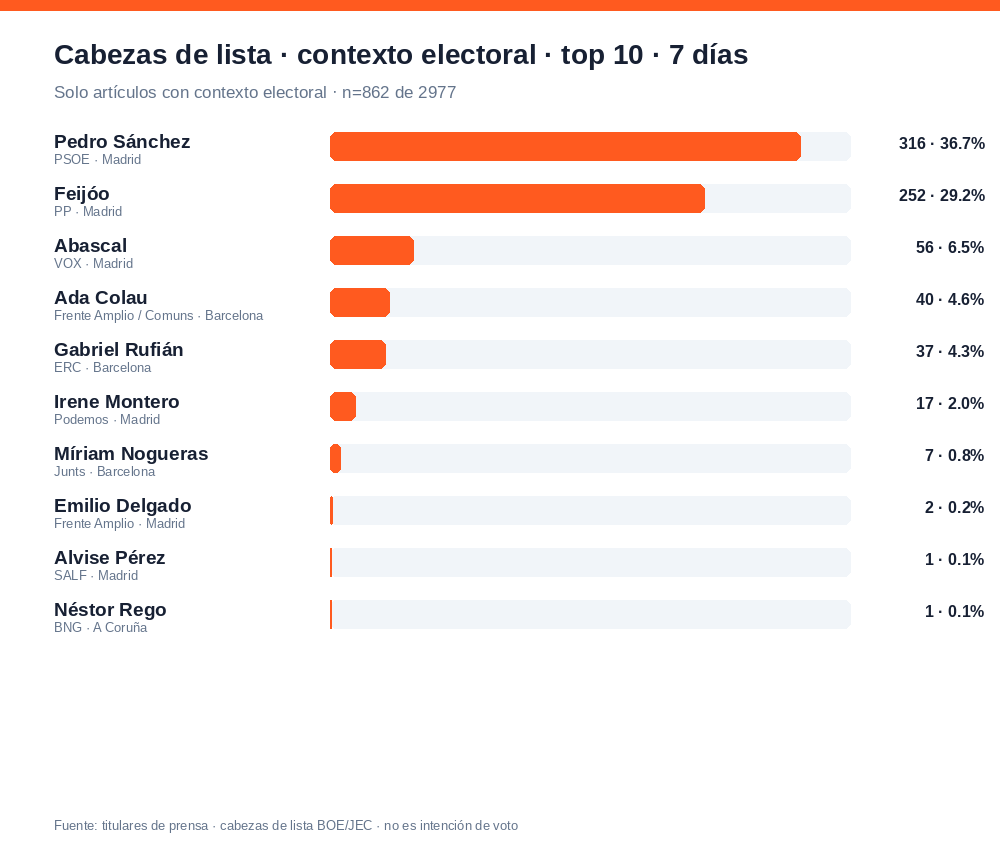 Cabezas de lista · contexto electoral · top 10 · 7 días
Solo artículos con contexto electoral · n=862 de 2977
Pedro Sánchez
PSOE · Madrid
316 · 36.7%
Feijóo
PP · Madrid
252 · 29.2%
Abascal
VOX · Madrid
56 · 6.5%
Ada Colau
Frente Amplio / Comuns · Barcelona
40 · 4.6%
Gabriel Rufián
ERC · Barcelona
37 · 4.3%
Irene Montero
Podemos · Madrid
17 · 2.0%
Míriam Nogueras
Junts · Barcelona
7 · 0.8%
Emilio Delgado
Frente Amplio · Madrid
2 · 0.2%
Alvise Pérez
SALF · Madrid
1 · 0.1%
Néstor Rego
BNG · A Coruña
1 · 0.1%
Fuente: titulares de prensa · cabezas de lista BOE/JEC · no es intención de voto